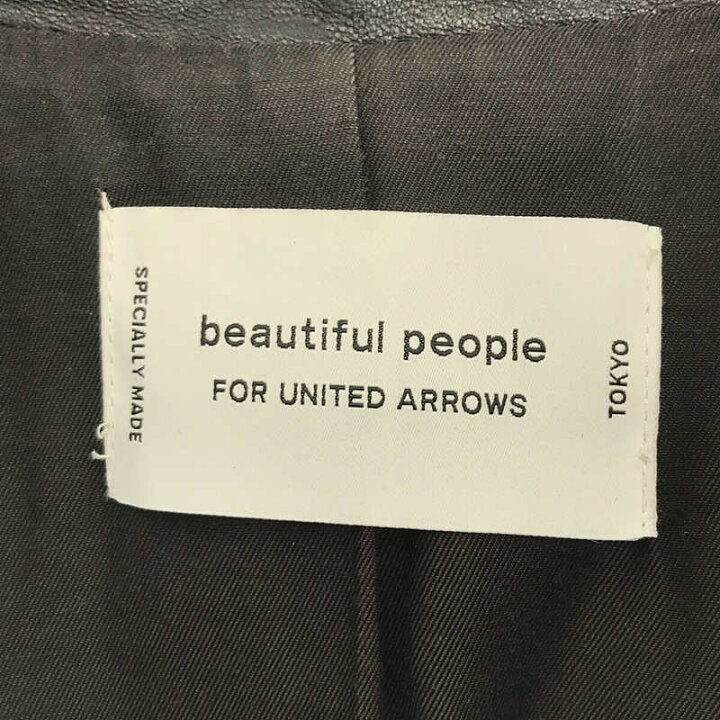 SPECIALLY MADE
beautiful people
FOR UNITED ARROWS
TOKYO